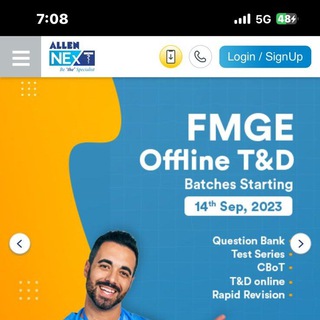 7:08
5G
48
ALLEN
NEXT
Be "the" Specialist
Login / SignUp
FMGE
Offline T&D
Batches Starting
14th Sep, 2023
Question Bank
Test Series
CBoT
T&D online
Rapid Revision